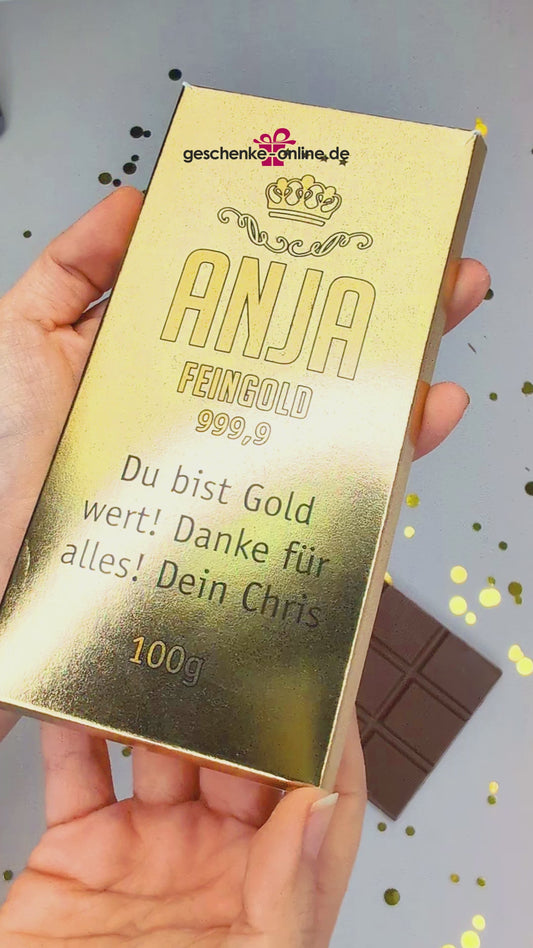 geschenke-online.de
ANJA
FEINGOLD
999,9
Du bist Gold
wert! Danke für
alles! Dein Chris
100g